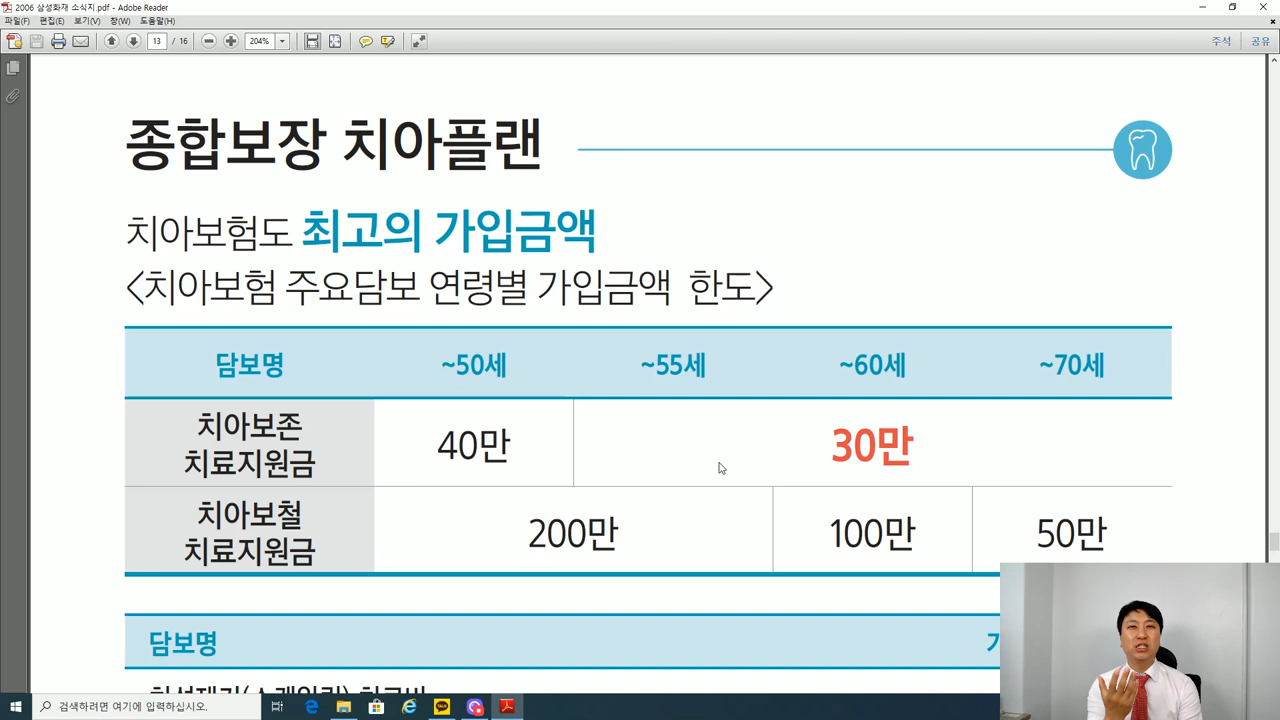 2006 삼성화재 소식지.pdf - Adobe Reader
파일(F) 편집(E) 보기(V) 창(W) 도움말(H)
13 / 16 204% 주석 공유
종합보장 치아플랜
치아보험도 최고의 가입금액
<치아보험 주요담보 연령별 가입금액 한도>
담보명 ~50세 ~55세 ~60세 ~70세
치아보존
치료지원금
40만 30만
치아보철
치료지원금
200만 100만 50만
담보명
검색하려면 여기에 입력하십시오.